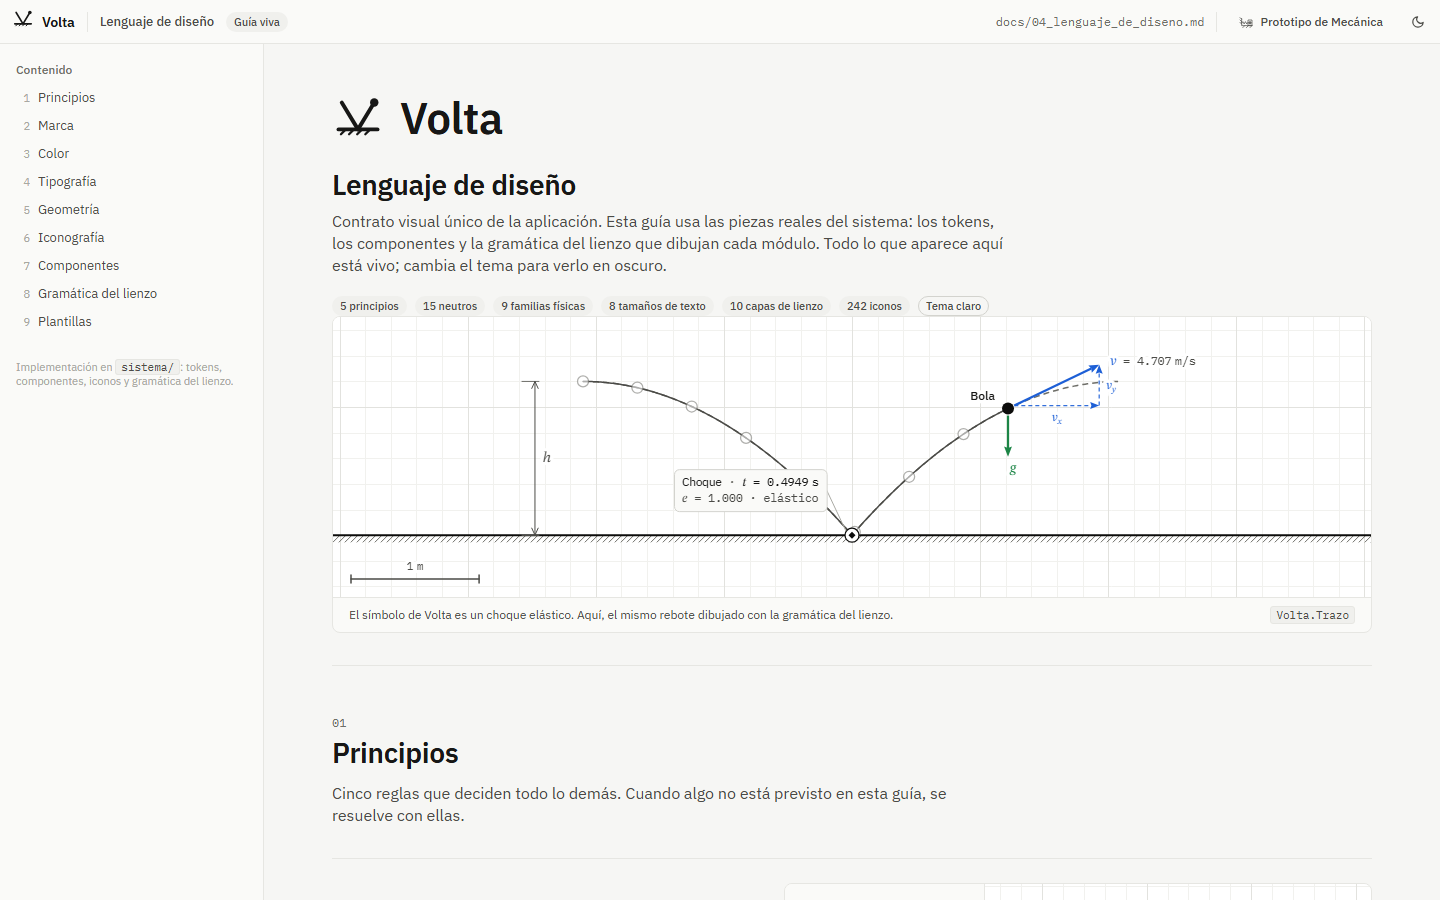 Volta
Lenguaje de diseño
Guía viva
docs/04_lenguaje_de_diseno.md
Prototipo de Mecánica
Contenido
1 Principios
2 Marca
3 Color
4 Tipografía
5 Geometría
6 Iconografía
7 Componentes
8 Gramática del lienzo
9 Plantillas
Implementación en sistema/ : tokens,
componentes, iconos y gramática del lienzo.
Volta
Lenguaje de diseño
Contrato visual único de la aplicación. Esta guía usa las piezas reales del sistema: los tokens,
los componentes y la gramática del lienzo que dibujan cada módulo. Todo lo que aparece aquí
está vivo; cambia el tema para verlo en oscuro.
5 principios
15 neutros
9 familias físicas
8 tamaños de texto
10 capas de lienzo
242 iconos
Tema claro
v = 4.707 m/s
vy
Bola
vx
g
h
Choque · t = 0.4949 s
e = 1.000 · elástico
1 m
El símbolo de Volta es un choque elástico. Aquí, el mismo rebote dibujado con la gramática del lienzo.
Volta.Trazo
01
Principios
Cinco reglas que deciden todo lo demás. Cuando algo no está previsto en esta guía, se
resuelve con ellas.